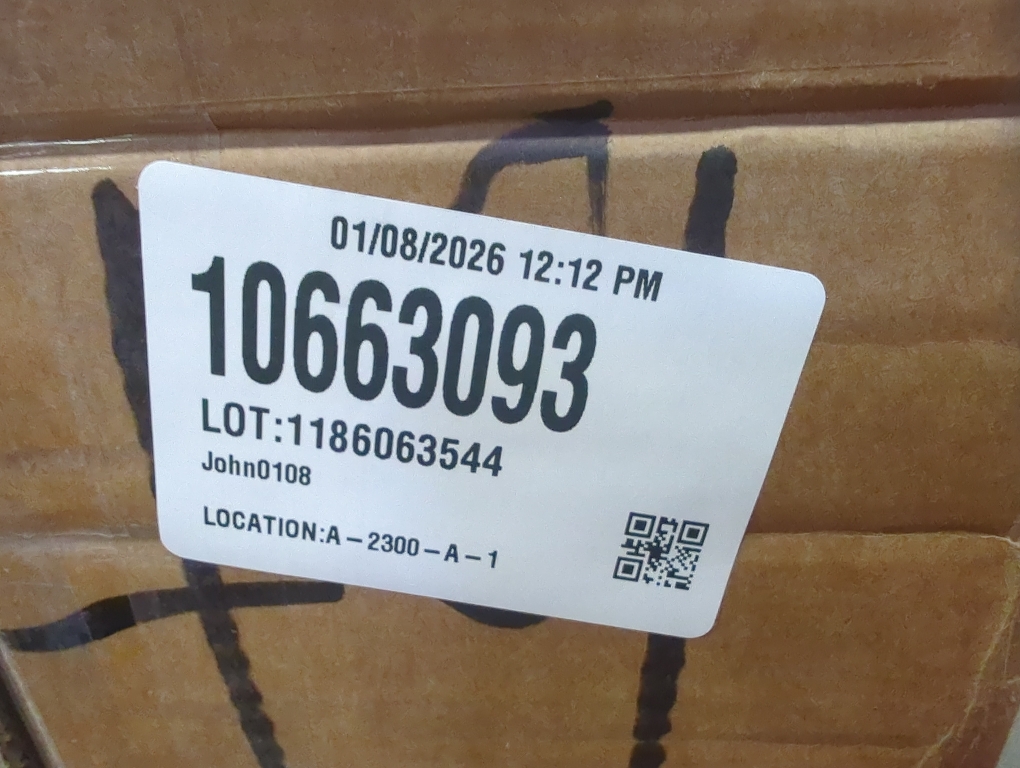 01/08/2026 12:12 PM
10663093
LOT:1186063544
John0108
LOCATION:A-2300-A-1